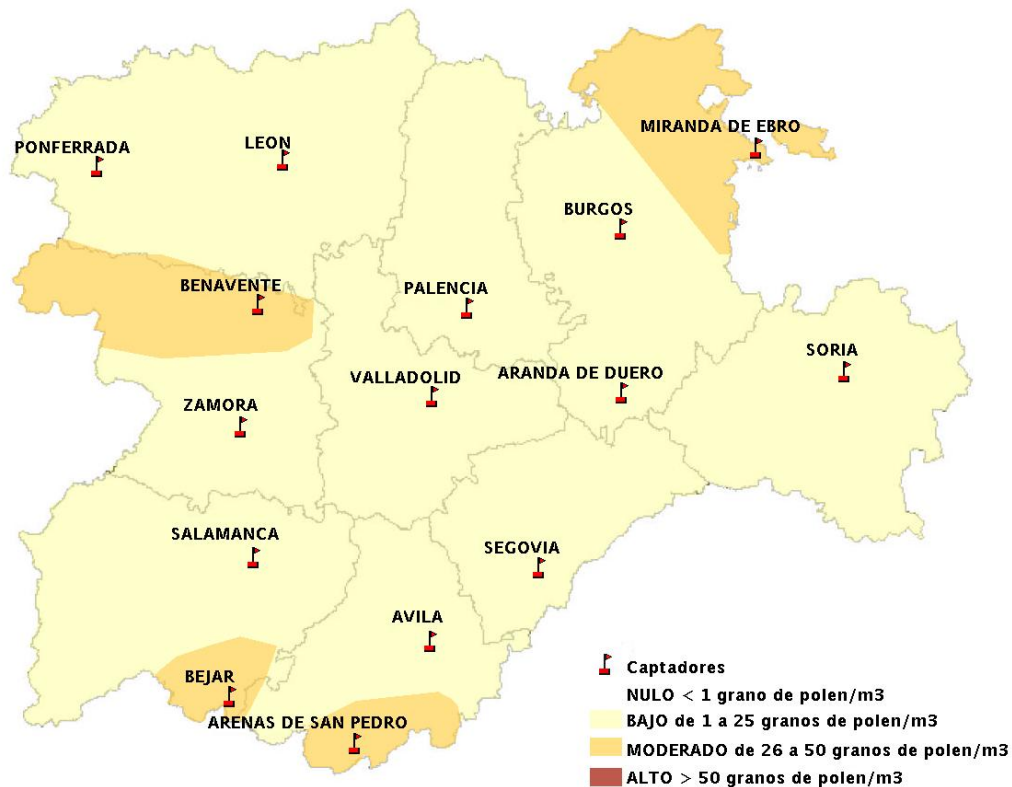 MIRANDA DE EBRO
PONFERRADA
LEON
BURGOS
BENAVENTE
PALENCIA
SORIA
VALLADOLID
ARANDA DE DUERO
ZAMORA
SALAMANCA
SEGOVIA
AVILA
BEJAR
ARENAS DE SAN PEDRO
Captadores
NULO < 1 grano de polen/m3
BAJO de 1 a 25 granos de polen/m3
MODERADO de 26 a 50 granos de polen/m3
ALTO > 50 granos de polen/m3